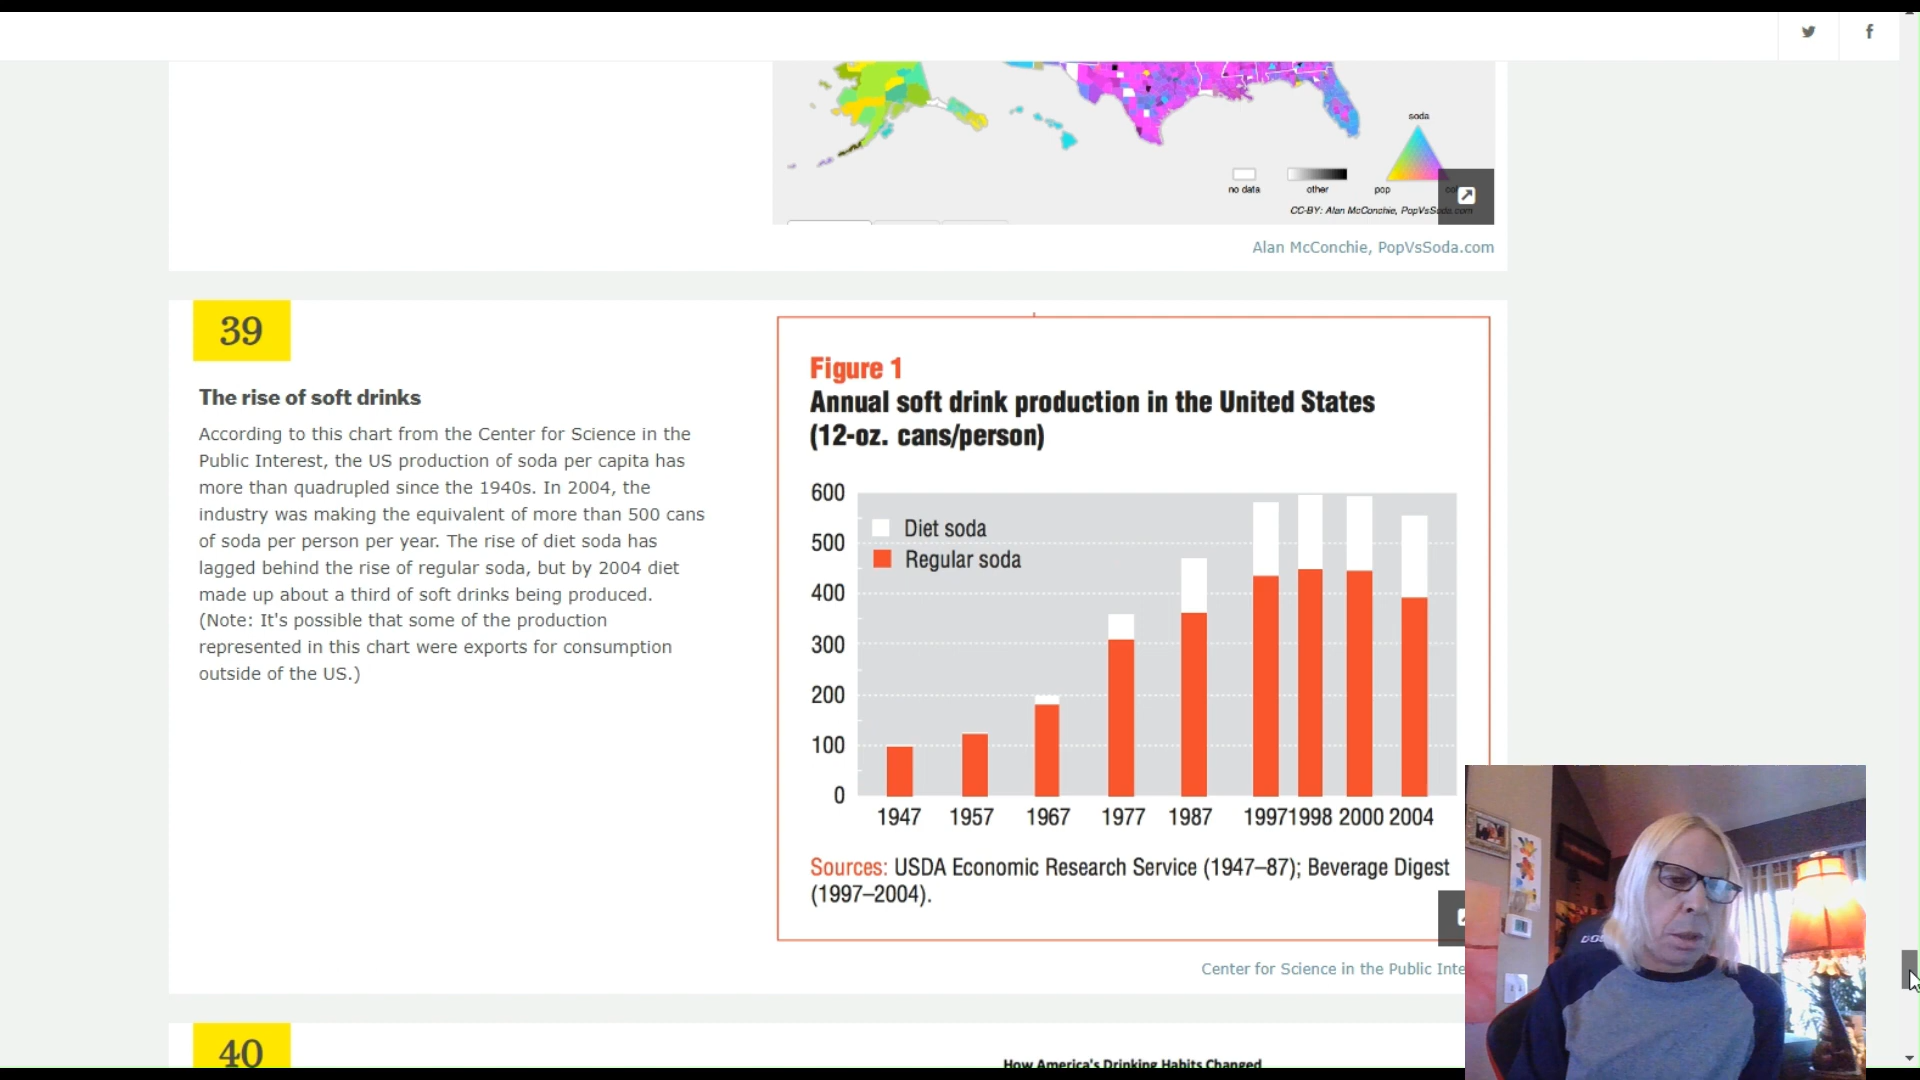 soda
no data
other
pop
CC-BY: Alan McConchie, PopVsSoda.com
Alan McConchie, PopVsSoda.com
39
The rise of soft drinks
According to this chart from the Center for Science in the
Public Interest, the US production of soda per capita has
more than quadrupled since the 1940s. In 2004, the
industry was making the equivalent of more than 500 cans
of soda per person per year. The rise of diet soda has
lagged behind the rise of regular soda, but by 2004 diet
made up about a third of soft drinks being produced.
(Note: It's possible that some of the production
represented in this chart were exports for consumption
outside of the US.)
Figure 1
Annual soft drink production in the United States
(12-oz. cans/person)
600
500
400
300
200
100
0
Diet soda
Regular soda
1947 1957 1967 1977 1987 1997 1998 2000 2004
Sources: USDA Economic Research Service (1947–87); Beverage Digest
(1997–2004).
Center for Science in the Public Inte
40
How America's Drinking Habits Changed